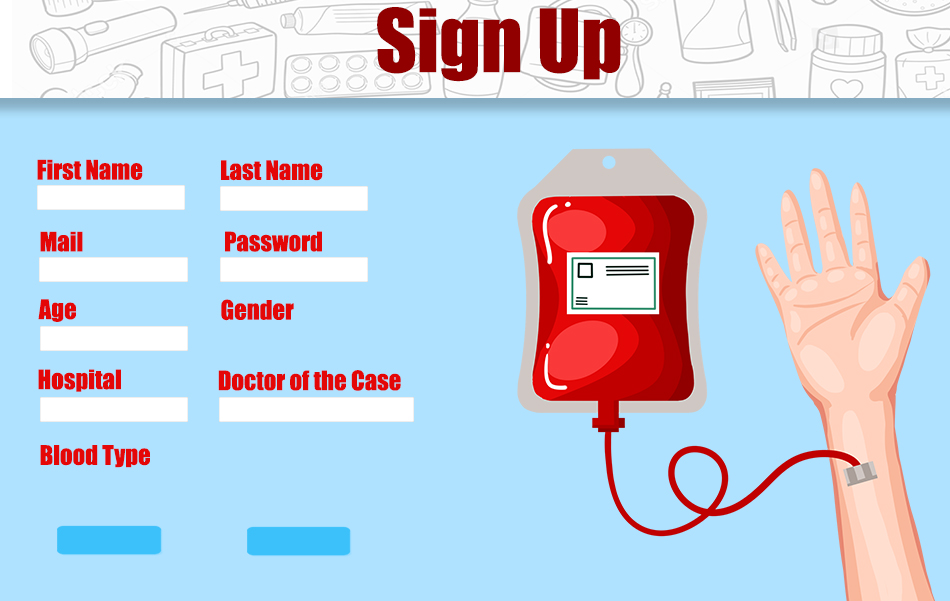 Sign Up
First Name
Last Name
Mail
Password
Age
Gender
Hospital
Doctor of the Case
Blood Type